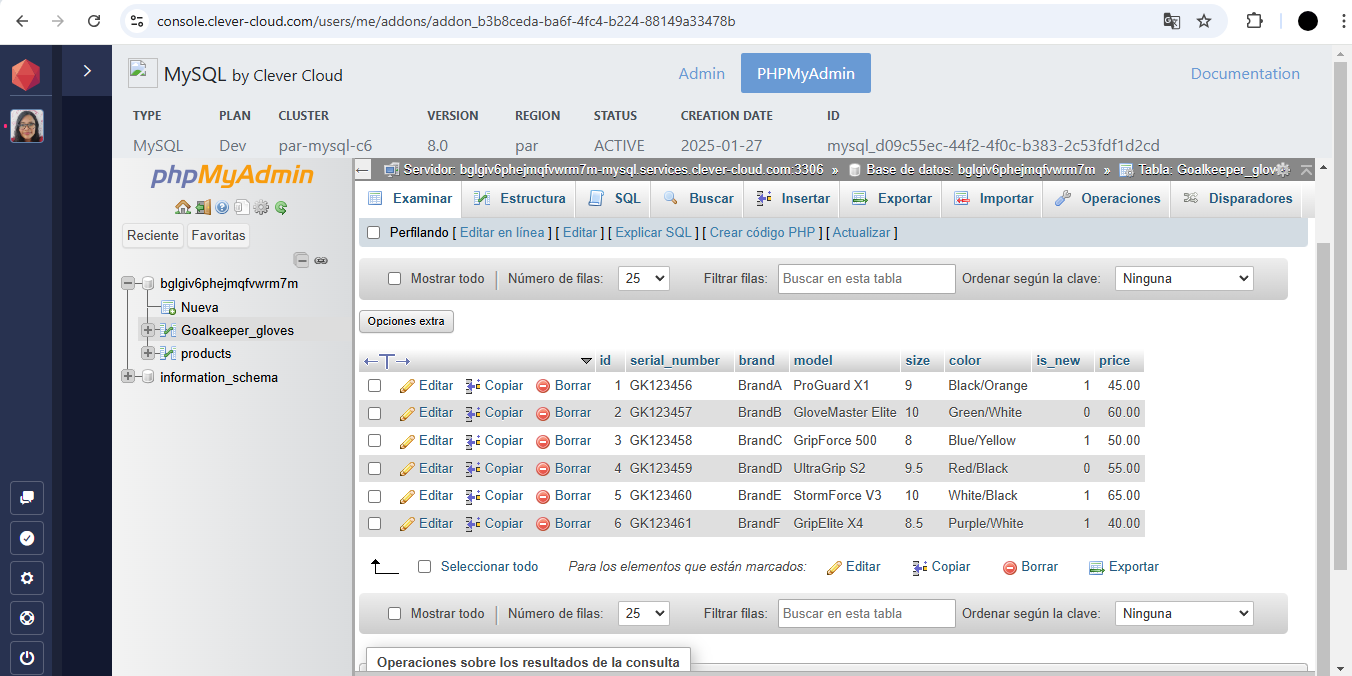 console.clever-cloud.com/users/me/addons/addon_b3b8ceda-ba6f-4fc4-b224-88149a33478b
MySQL by Clever Cloud Admin PHPMyAdmin Documentation
TYPE PLAN CLUSTER VERSION REGION STATUS CREATION DATE ID
MySQL Dev par-mysql-c6 8.0 par ACTIVE 2025-01-27 mysql_d09c55ec-44f2-4f0c-b383-2c53fdf1d2cd
phpMyAdmin
Reciente Favoritas
bglgiv6phejmqfvwrm7m
Nueva
Goalkeeper_gloves
products
information_schema
Servidor: bglgiv6phejmqfvwrm7m-mysql.services.clever-cloud.com:3306 » Base de datos: bglgiv6phejmqfvwrm7m » Tabla: Goalkeeper_glov
Examinar Estructura SQL Buscar Insertar Exportar Importar Operaciones Disparadores
Perfilando [ Editar en línea ] [ Editar ] [ Explicar SQL ] [ Crear código PHP ] [ Actualizar ]
Mostrar todo Número de filas: 25 Filtrar filas: Buscar en esta tabla Ordenar según la clave: Ninguna
Opciones extra
←T→ id serial_number brand model size color is_new price
Editar Copiar Borrar 1 GK123456 BrandA ProGuard X1 9 Black/Orange 1 45.00
Editar Copiar Borrar 2 GK123457 BrandB GloveMaster Elite 10 Green/White 0 60.00
Editar Copiar Borrar 3 GK123458 BrandC GripForce 500 8 Blue/Yellow 1 50.00
Editar Copiar Borrar 4 GK123459 BrandD UltraGrip S2 9.5 Red/Black 0 55.00
Editar Copiar Borrar 5 GK123460 BrandE StormForce V3 10 White/Black 1 65.00
Editar Copiar Borrar 6 GK123461 BrandF GripElite X4 8.5 Purple/White 1 40.00
Seleccionar todo Para los elementos que están marcados: Editar Copiar Borrar Exportar
Mostrar todo Número de filas: 25 Filtrar filas: Buscar en esta tabla Ordenar según la clave: Ninguna
Operaciones sobre los resultados de la consulta